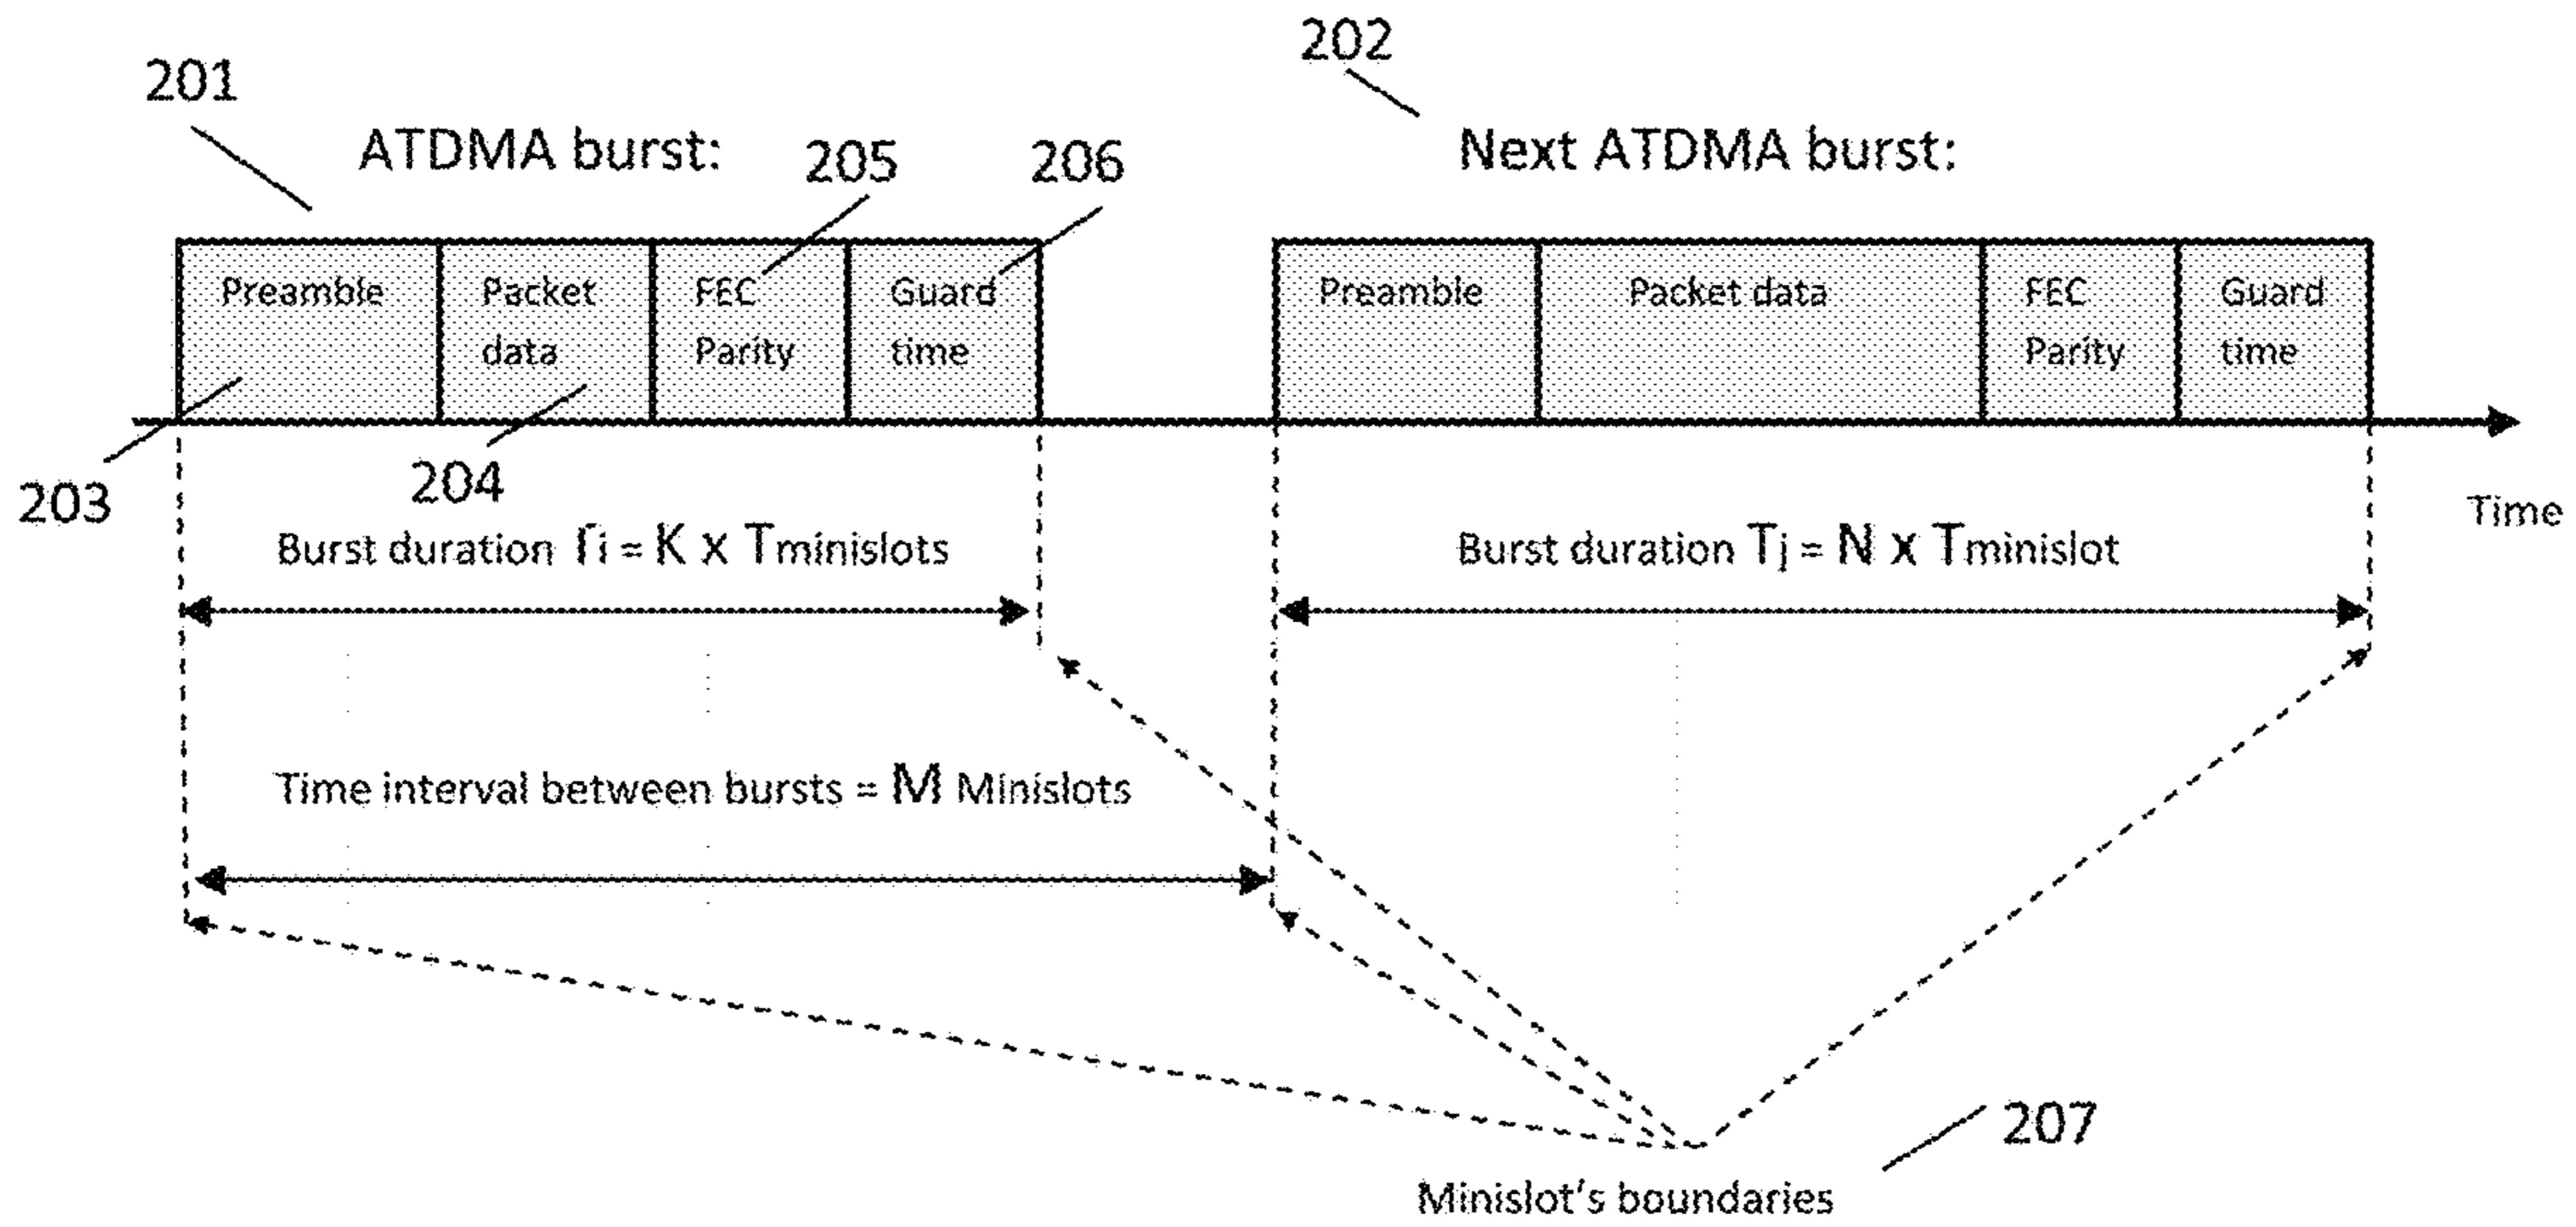 202
201
ATDMA burst:
205
206
Next ATDMA burst:
Preamble
Packet
data
FEC
Parity
Guard
time
Preamble
Packet data
FEC
Parity
Guard
time
203
204
Time
Burst duration Γi = K x Tminislots
Burst duration Tj = N x Tminislot
Time interval between bursts = M Minislots
207
Minislot's boundaries